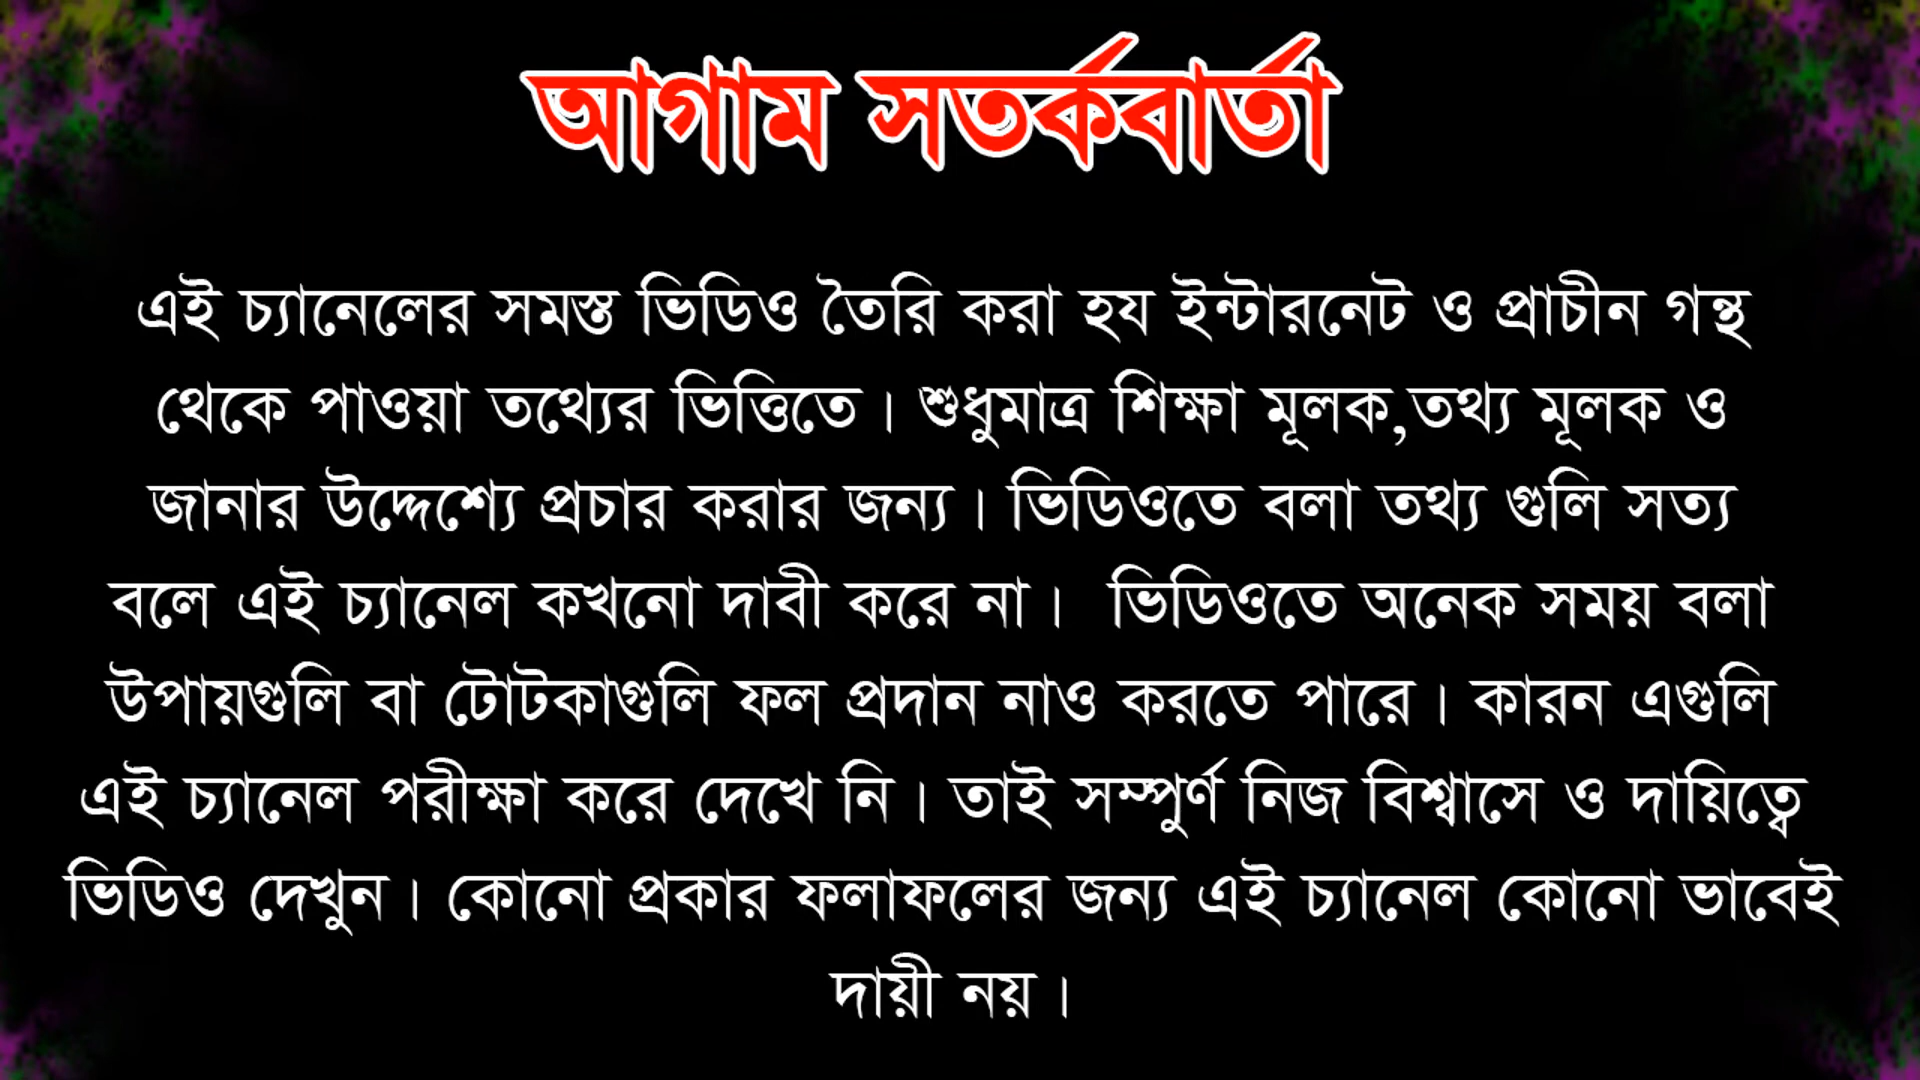 আগাম সতর্কবার্তা
এই চ্যানেলের সমস্ত ভিডিও তৈরি করা হয ইন্টারনেট ও প্রাচীন গন্থ
থেকে পাওয়া তথ্যের ভিত্তিতে। শুধুমাত্র শিক্ষা মূলক,তথ্য মূলক ও
জানার উদ্দেশ্যে প্রচার করার জন্য। ভিডিওতে বলা তথ্য গুলি সত্য
বলে এই চ্যানেল কখনো দাবী করে না। ভিডিওতে অনেক সময় বলা
উপায়গুলি বা টোটকাগুলি ফল প্রদান নাও করতে পারে। কারন এগুলি
এই চ্যানেল পরীক্ষা করে দেখে নি। তাই সম্পুর্ণ নিজ বিশ্বাসে ও দায়িত্বে
ভিডিও দেখুন। কোনো প্রকার ফলাফলের জন্য এই চ্যানেল কোনো ভাবেই
দায়ী নয়।